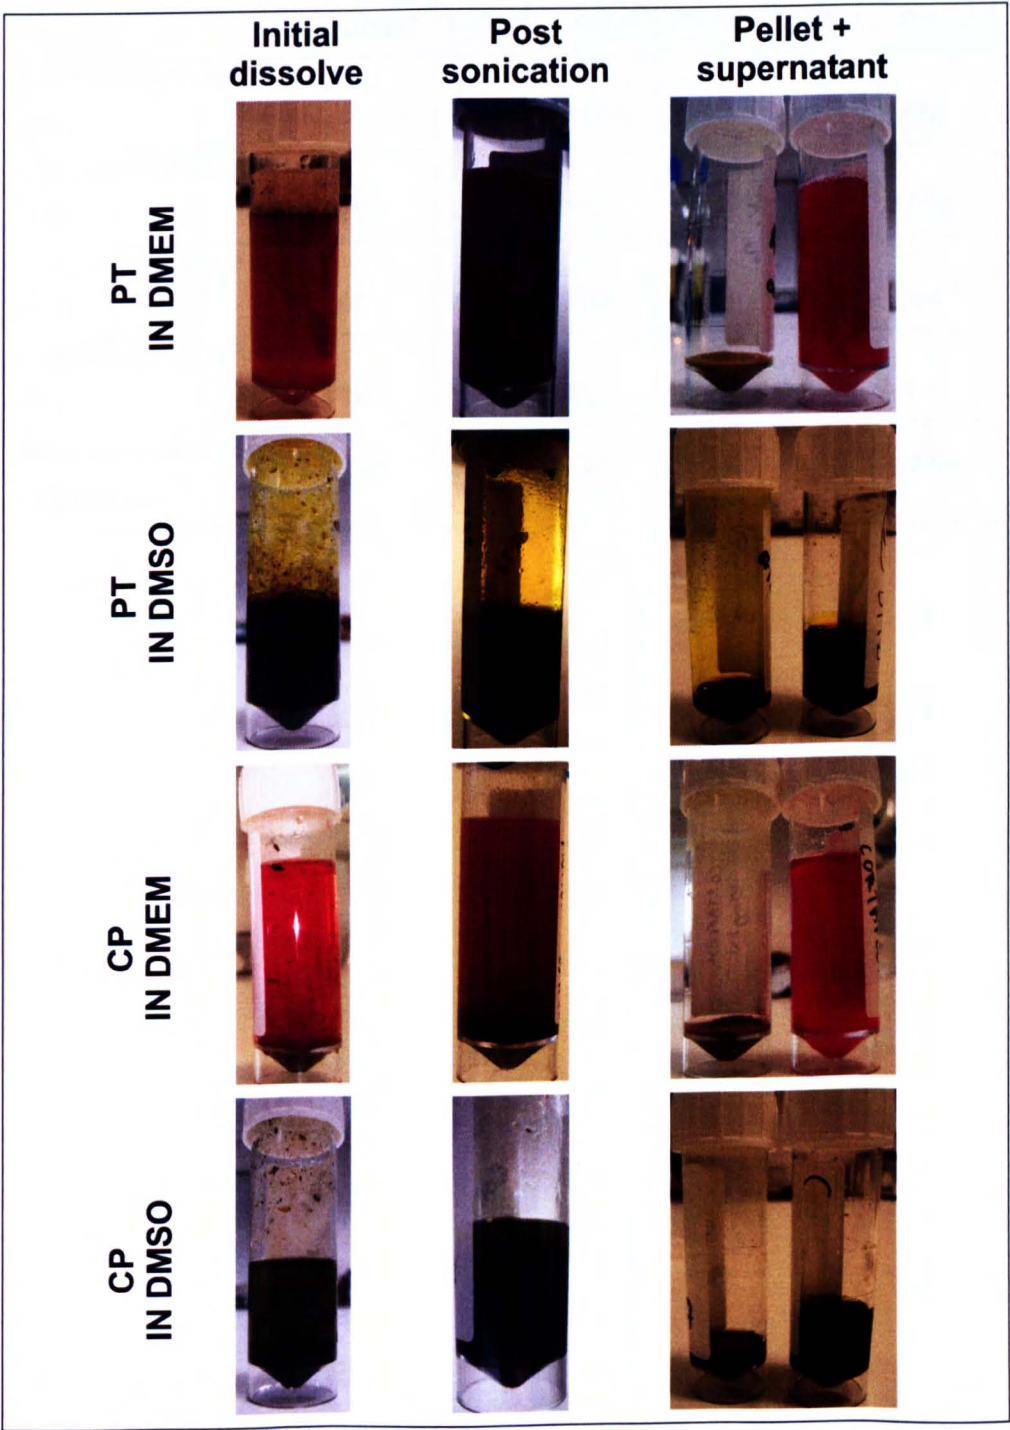 Initial
dissolve
Post
sonication
Pellet +
supernatant
PT
IN DMEM
PT
IN DMSO
CP
IN DMEM
CP
IN DMSO